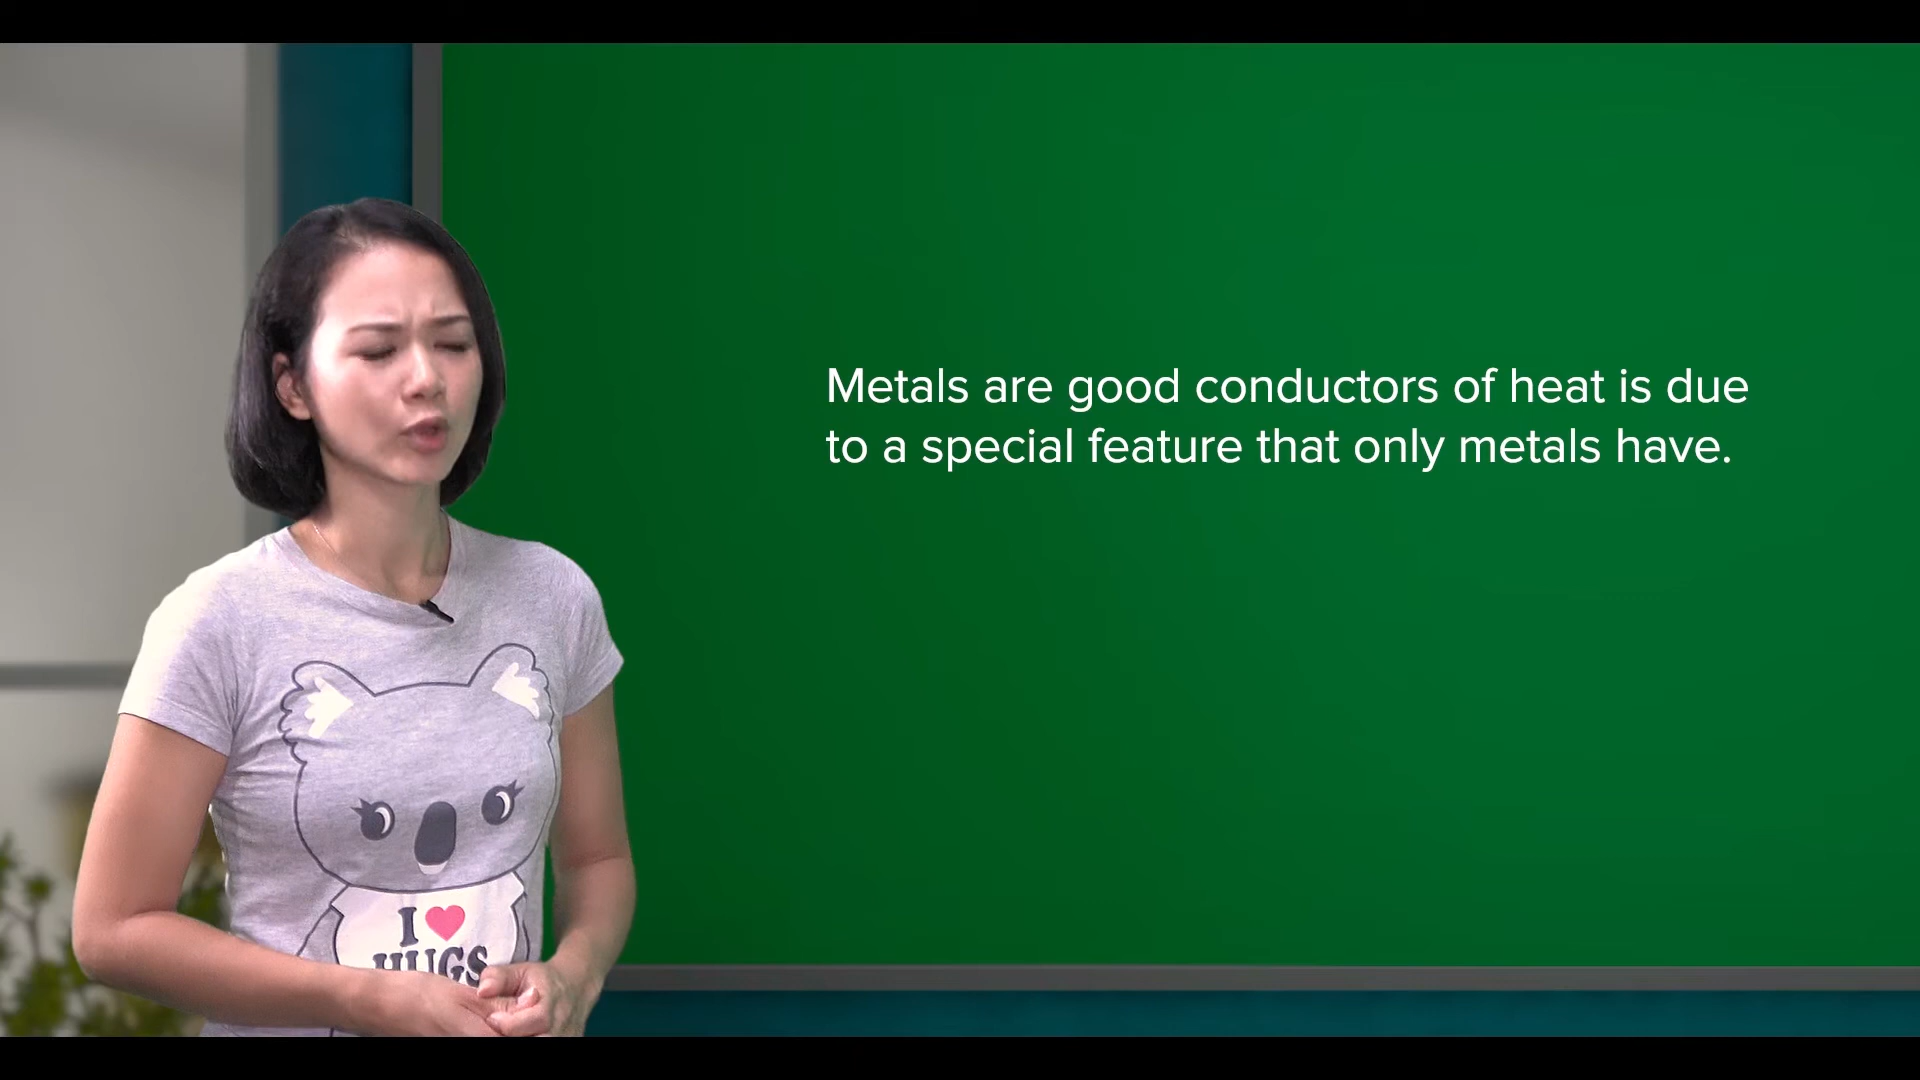 Metals are good conductors of heat is due
to a special feature that only metals have.
I ♥
HUGS